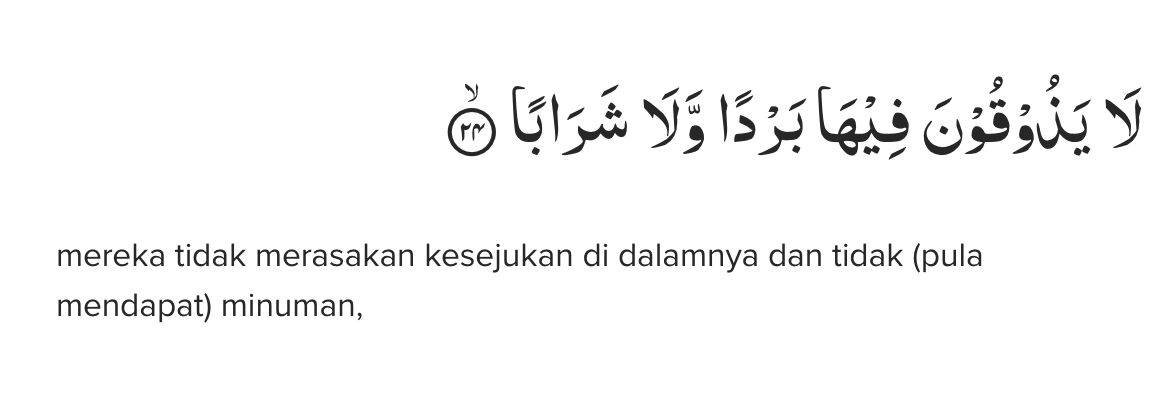 لَا يَذُوْقُوْنَ فِيْهَا بَرْدًا وَّلَا شَرَابًاۙ ٢٤
mereka tidak merasakan kesejukan di dalamnya dan tidak (pula
mendapat) minuman,